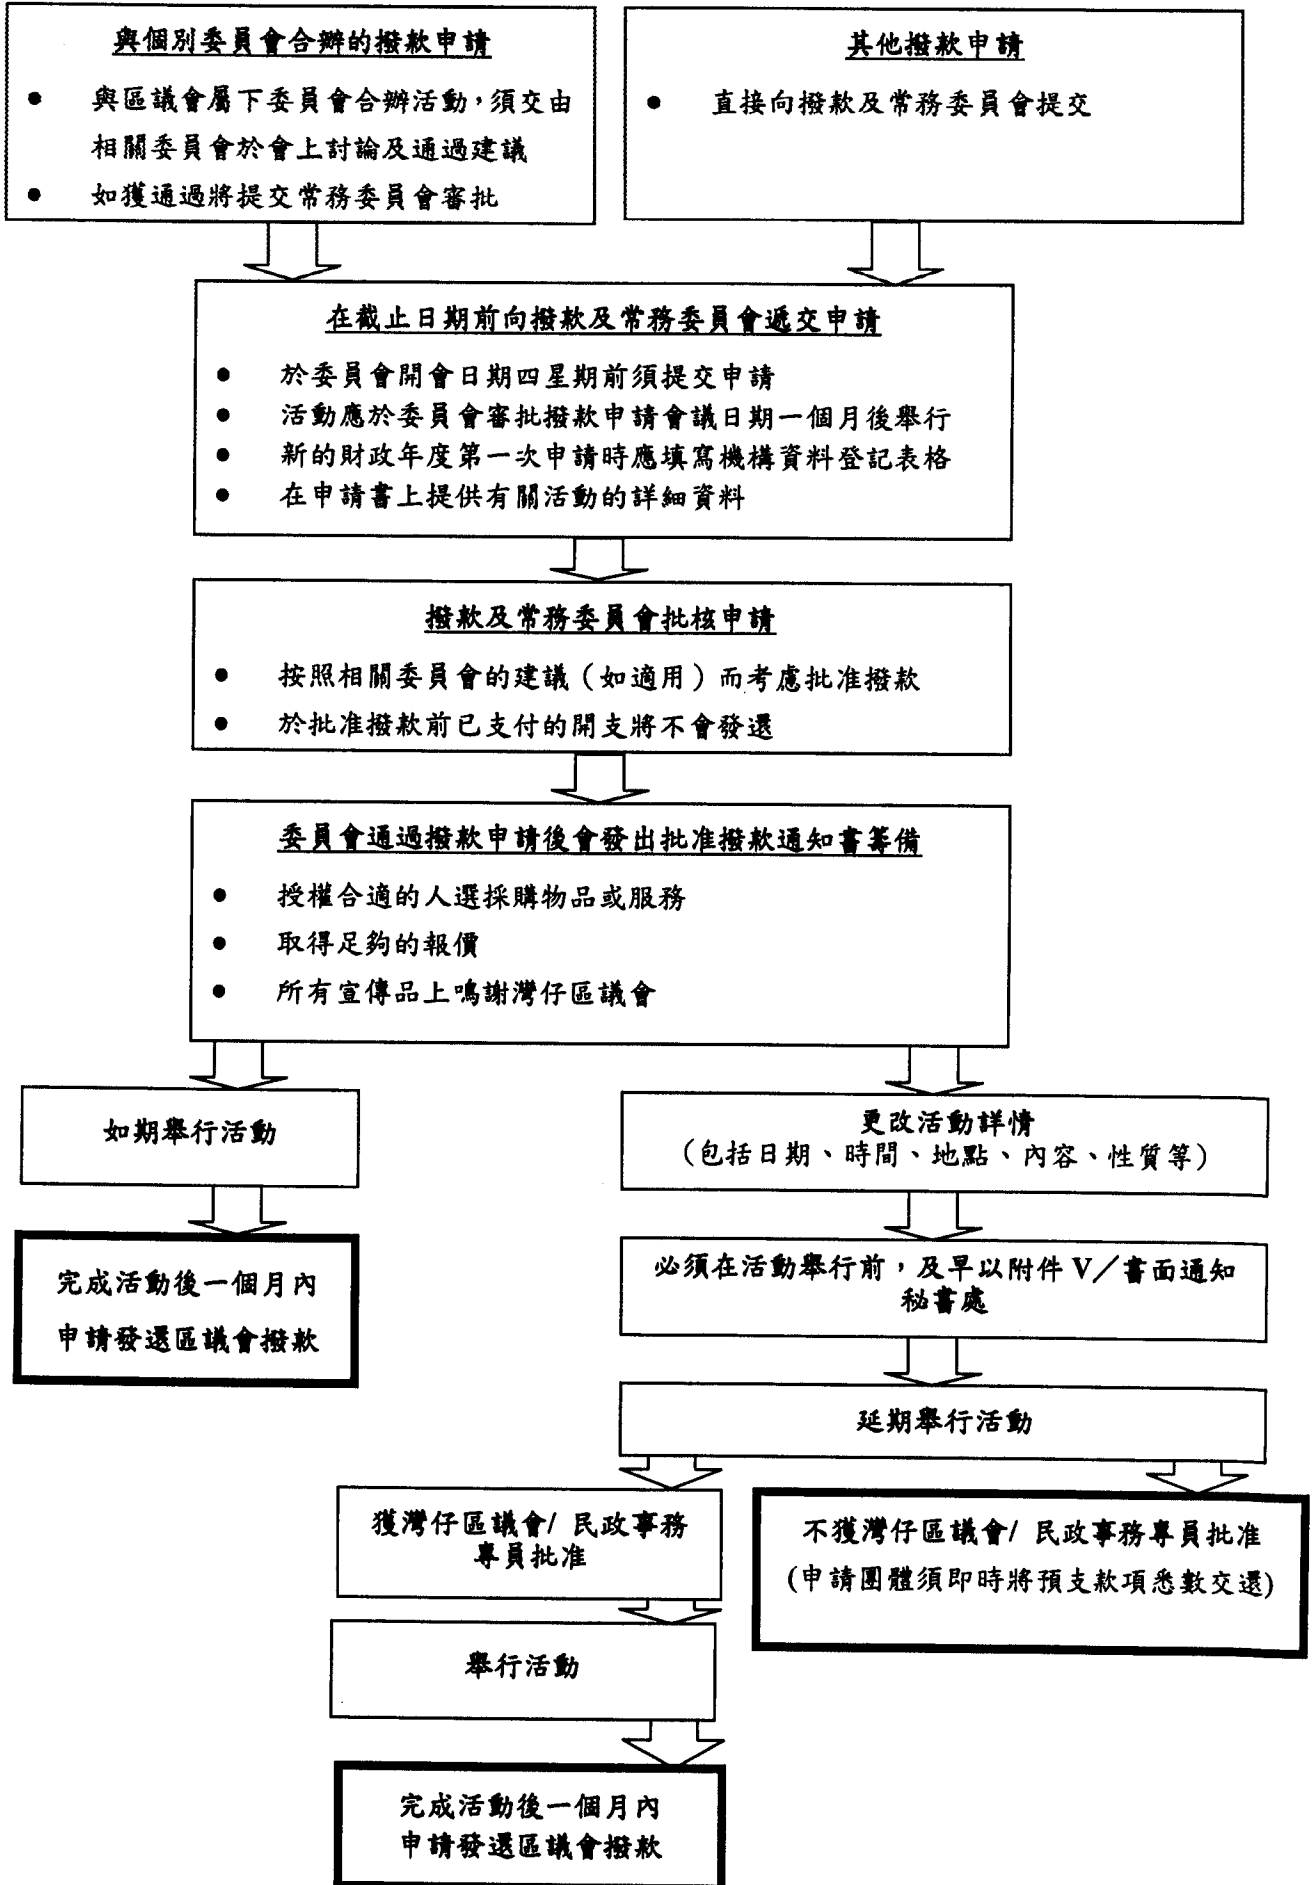 與個別委員會合辦的撥款申請
● 與區議會屬下委員會合辦活動，須交由
相關委員會於會上討論及通過建議
● 如獲通過將提交常務委員會審批
其他撥款申請
● 直接向撥款及常務委員會提交
在截止日期前向撥款及常務委員會遞交申請
● 於委員會開會日期四星期前須提交申請
● 活動應於委員會審批撥款申請會議日期一個月後舉行
● 新的財政年度第一次申請時應填寫機構資料登記表格
● 在申請書上提供有關活動的詳細資料
撥款及常務委員會批核申請
● 按照相關委員會的建議（如適用）而考慮批准撥款
● 於批准撥款前已支付的開支將不會發還
委員會通過撥款申請後會發出批准撥款通知書籌備
● 授權合適的人選採購物品或服務
● 取得足夠的報價
● 所有宣傳品上鳴謝灣仔區議會
如期舉行活動
完成活動後一個月內
申請發還區議會撥款
更改活動詳情
（包括日期、時間、地點、內容、性質等）
必須在活動舉行前，及早以附件 V／書面通知
秘書處
延期舉行活動
獲灣仔區議會/ 民政事務
專員批准
舉行活動
完成活動後一個月內
申請發還區議會撥款
不獲灣仔區議會/ 民政事務專員批准
(申請團體須即時將預支款項悉數交還)